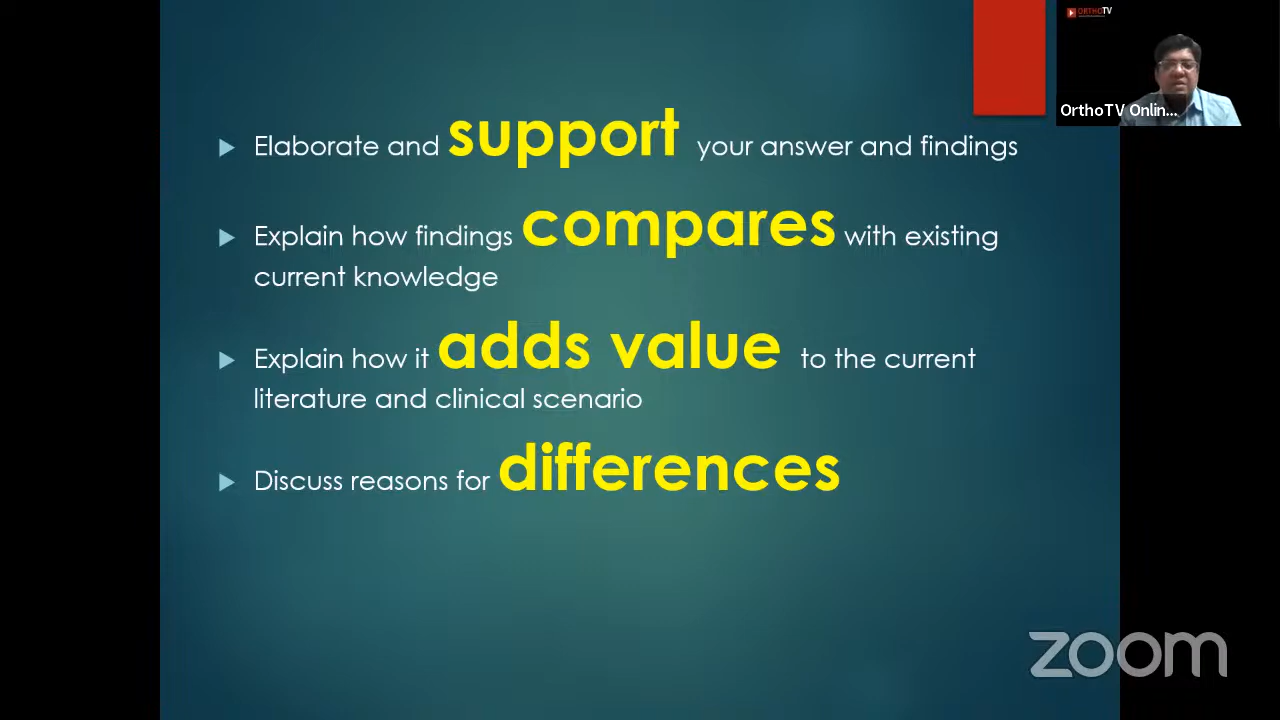 ORTHOTV
OrthoTV Onlin...
Elaborate and support your answer and findings
Explain how findings compares with existing
current knowledge
Explain how it adds value to the current
literature and clinical scenario
Discuss reasons for differences
zoom